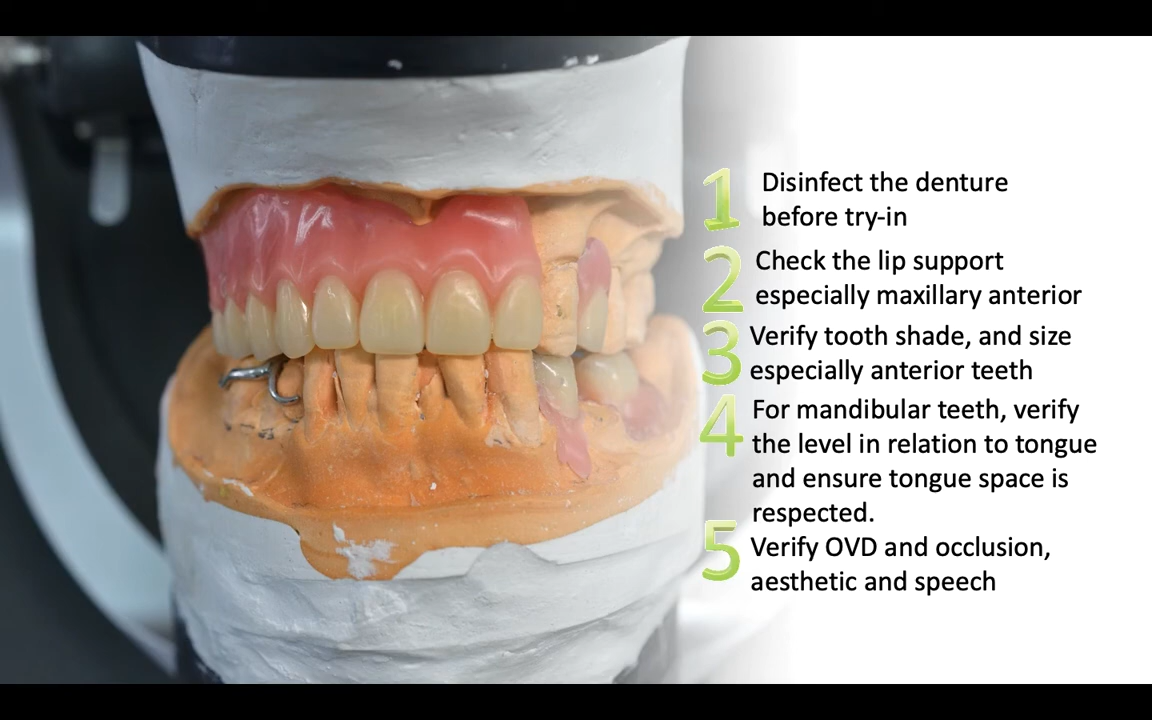 1 Disinfect the denture
before try-in
2 Check the lip support
especially maxillary anterior
3 Verify tooth shade, and size
especially anterior teeth
4 For mandibular teeth, verify
the level in relation to tongue
and ensure tongue space is
respected.
5 Verify OVD and occlusion,
aesthetic and speech